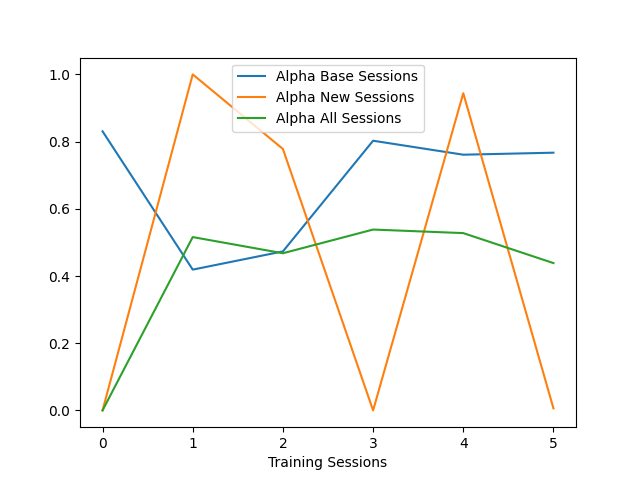 Alpha Base Sessions
Alpha New Sessions
Alpha All Sessions
1.0
0.8
0.6
0.4
0.2
0.0
0 1 2 3 4 5
Training Sessions